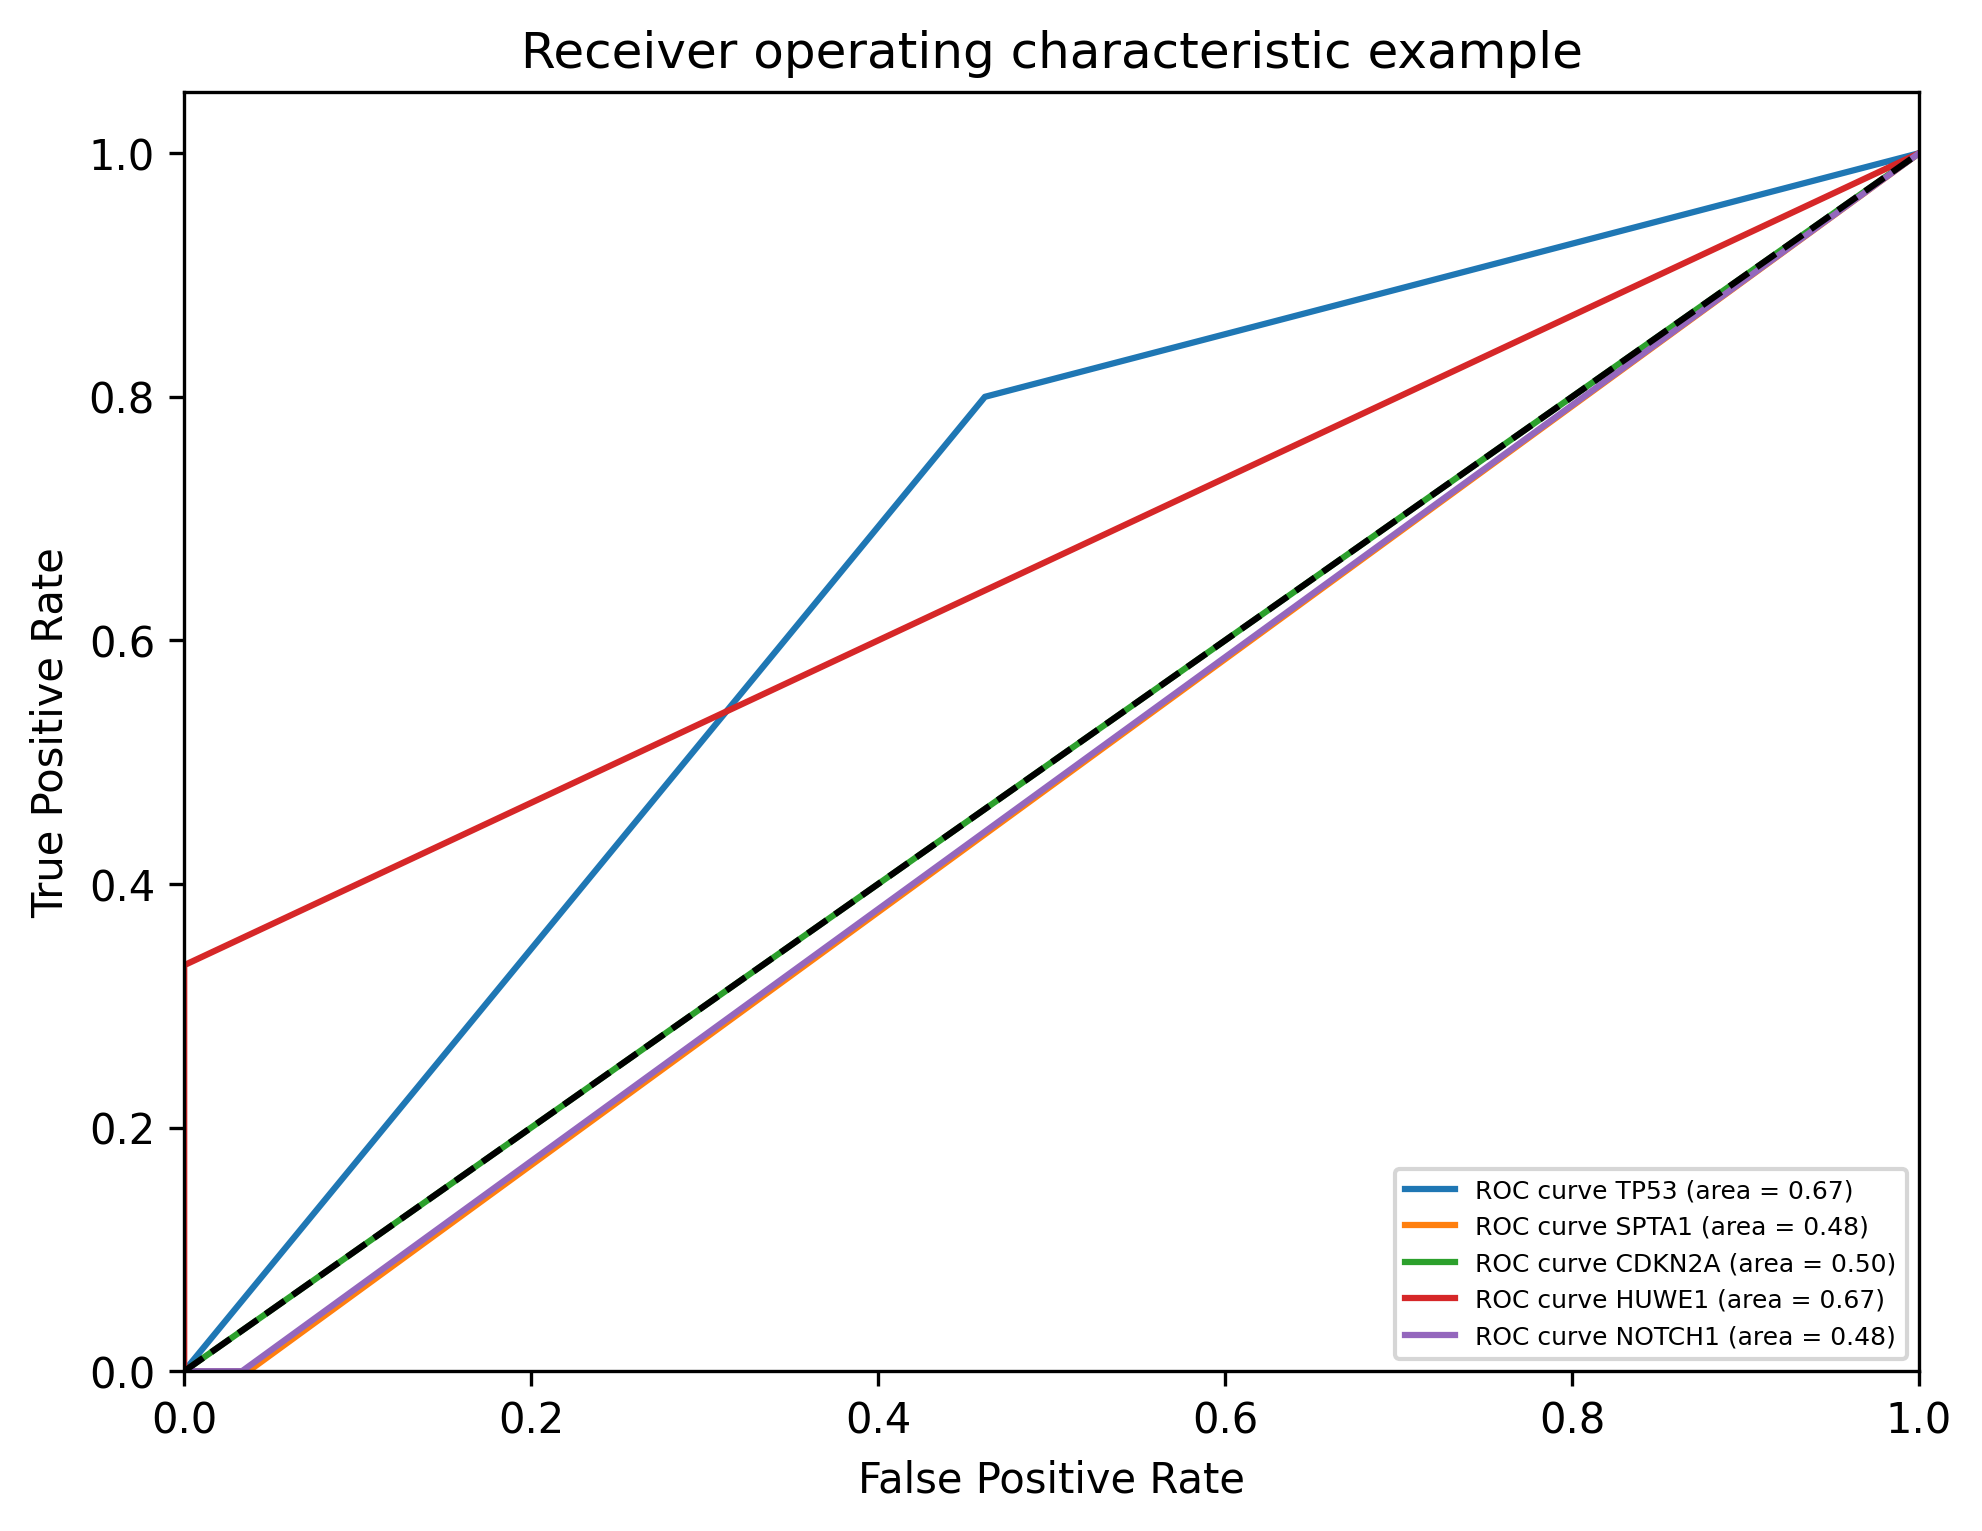 Receiver operating characteristic example
True Positive Rate
1.0
0.8
0.6
0.4
0.2
0.0
ROC curve TP53 (area = 0.67)
ROC curve SPTA1 (area = 0.48)
ROC curve CDKN2A (area = 0.50)
ROC curve HUWE1 (area = 0.67)
ROC curve NOTCH1 (area = 0.48)
0.0 0.2 0.4 0.6 0.8 1.0
False Positive Rate